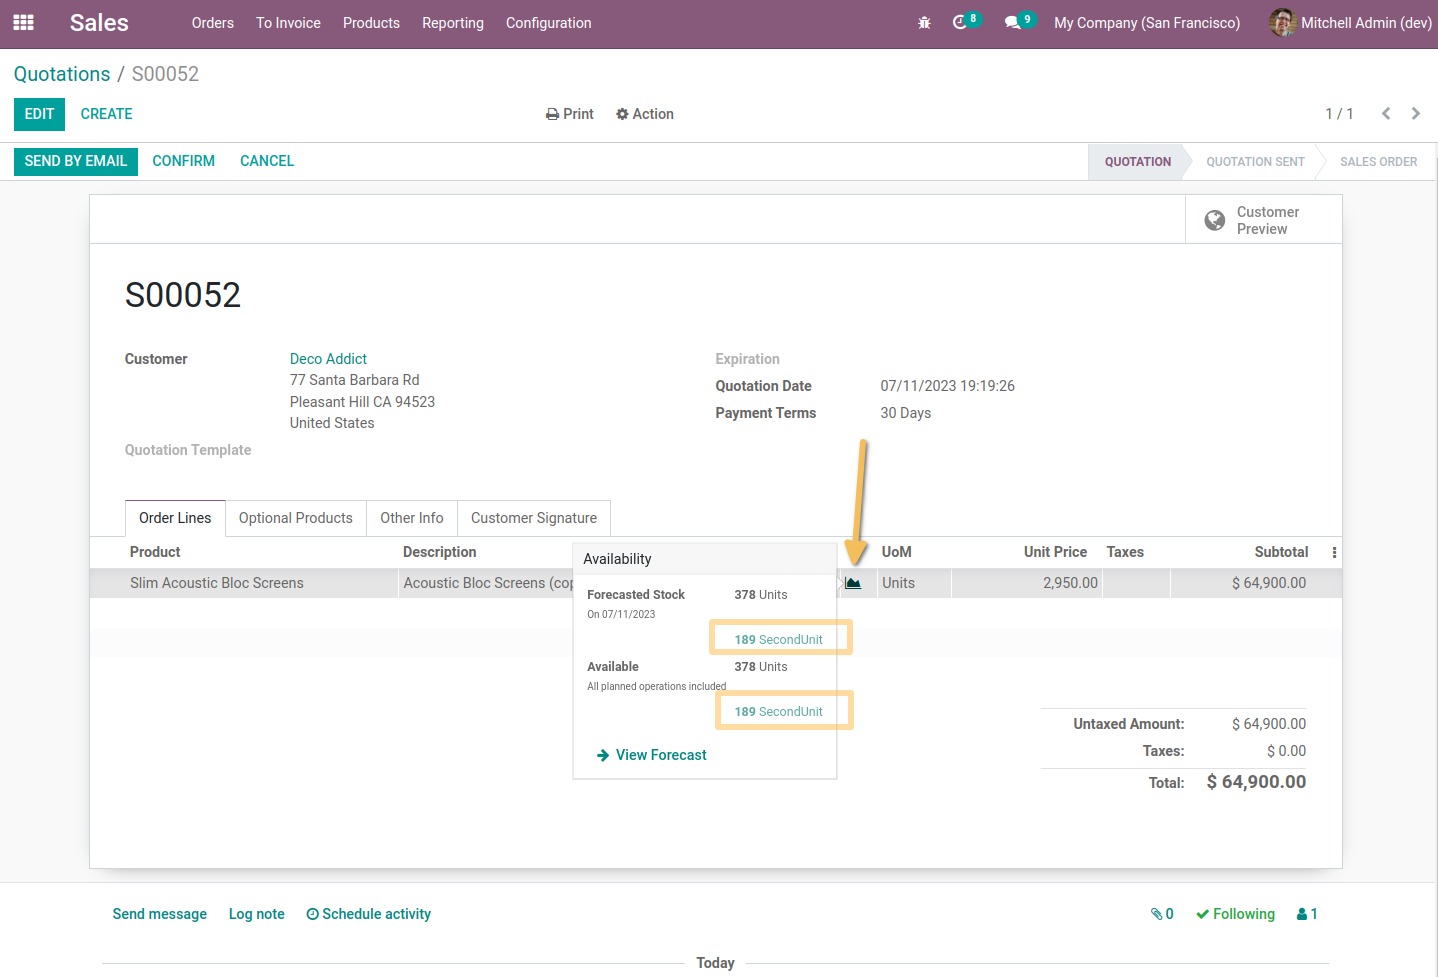 Sales Orders To Invoice Products Reporting Configuration 8 9 My Company (San Francisco) Mitchell Admin (dev)
Quotations / S00052
EDIT CREATE Print Action 1 / 1
SEND BY EMAIL CONFIRM CANCEL QUOTATION QUOTATION SENT SALES ORDER
Customer
Preview
S00052
Customer Deco Addict Expiration
77 Santa Barbara Rd Quotation Date 07/11/2023 19:19:26
Pleasant Hill CA 94523 Payment Terms 30 Days
United States
Quotation Template
Order Lines Optional Products Other Info Customer Signature
Product Description UoM Unit Price Taxes Subtotal
Slim Acoustic Bloc Screens Acoustic Bloc Screens (cop Units 2,950.00 $ 64,900.00
Availability
Forecasted Stock 378 Units
On 07/11/2023
189 SecondUnit
Available 378 Units
All planned operations included
189 SecondUnit
View Forecast
Untaxed Amount: $ 64,900.00
Taxes: $ 0.00
Total: $ 64,900.00
Send message Log note Schedule activity 0 Following 1
Today